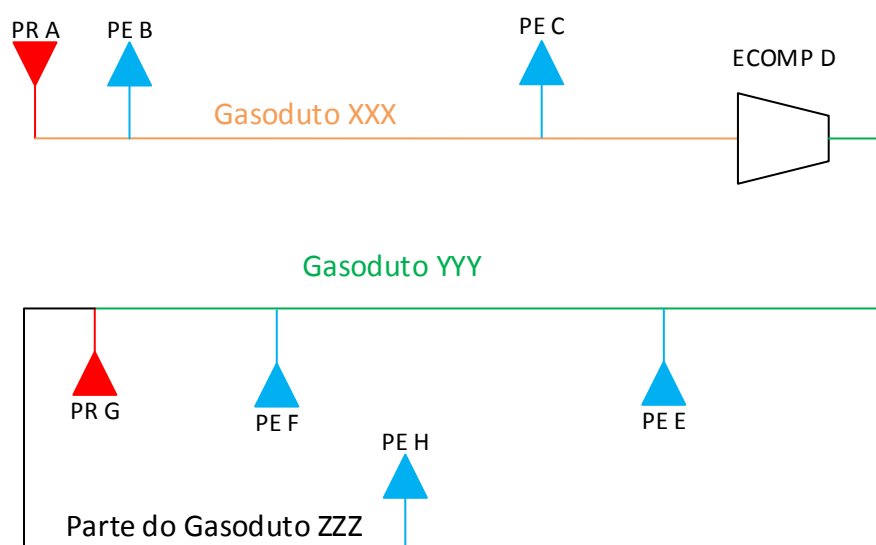 PR A
PE B
PE C
ECOMP D
Gasoduto XXX
Gasoduto YYY
PR G
PE F
PE E
PE H
Parte do Gasoduto ZZZ